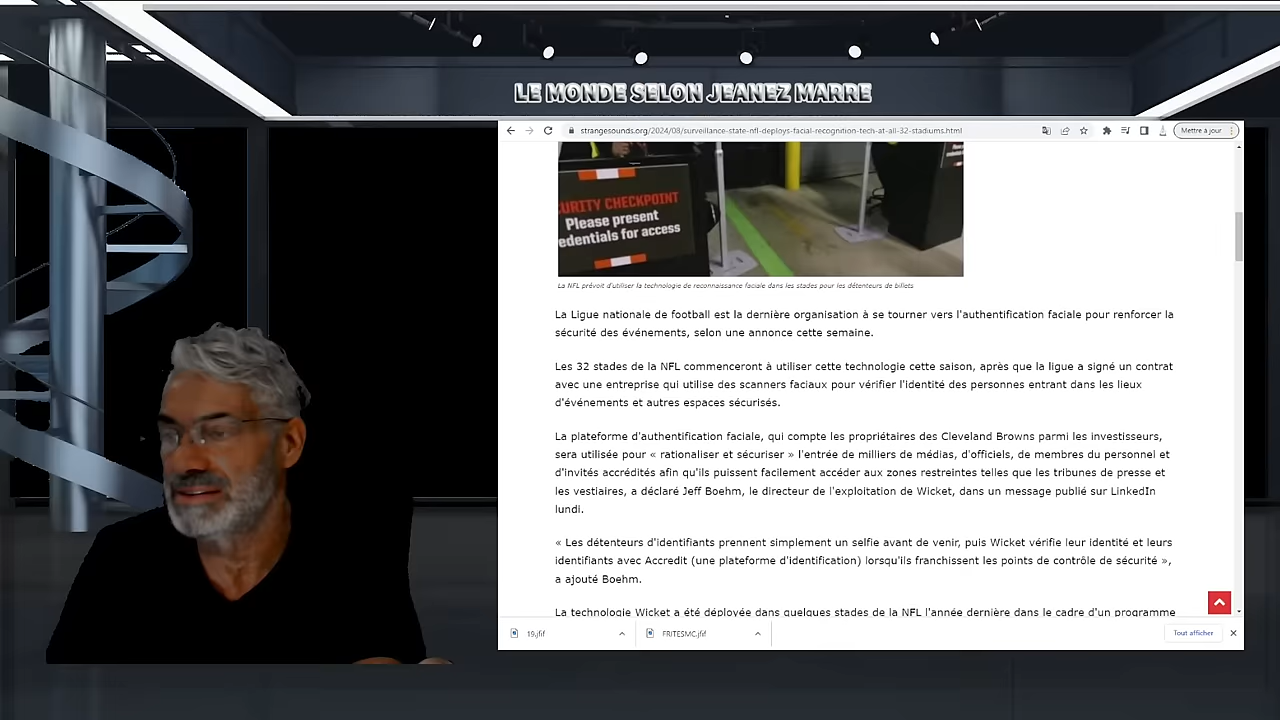 LE MONDE SELON JEANEZ MARRE
strangesounds.org/2024/08/surveillance-state-nfl-deploys-facial-recognition-tech-at-all-32-stadiums.html
Mettre à jour
CURITY CHECKPOINT
Please present
edentials for access
La NFL prévoit d'utiliser la technologie de reconnaissance faciale dans les stades pour les détenteurs de billets
La Ligue nationale de football est la dernière organisation à se tourner vers l'authentification faciale pour renforcer la
sécurité des événements, selon une annonce cette semaine.
Les 32 stades de la NFL commenceront à utiliser cette technologie cette saison, après que la ligue a signé un contrat
avec une entreprise qui utilise des scanners faciaux pour vérifier l'identité des personnes entrant dans les lieux
d'événements et autres espaces sécurisés.
La plateforme d'authentification faciale, qui compte les propriétaires des Cleveland Browns parmi les investisseurs,
sera utilisée pour « rationaliser et sécuriser » l'entrée de milliers de médias, d'officiels, de membres du personnel et
d'invités accrédités afin qu'ils puissent facilement accéder aux zones restreintes telles que les tribunes de presse et
les vestiaires, a déclaré Jeff Boehm, le directeur de l'exploitation de Wicket, dans un message publié sur LinkedIn
lundi.
« Les détenteurs d'identifiants prennent simplement un selfie avant de venir, puis Wicket vérifie leur identité et leurs
identifiants avec Accredit (une plateforme d'identification) lorsqu'ils franchissent les points de contrôle de sécurité »,
a ajouté Boehm.
La technologie Wicket a été déployée dans quelques stades de la NFL l'année dernière dans le cadre d'un programme
19.jfif
FRITESMC.jfif
Tout afficher